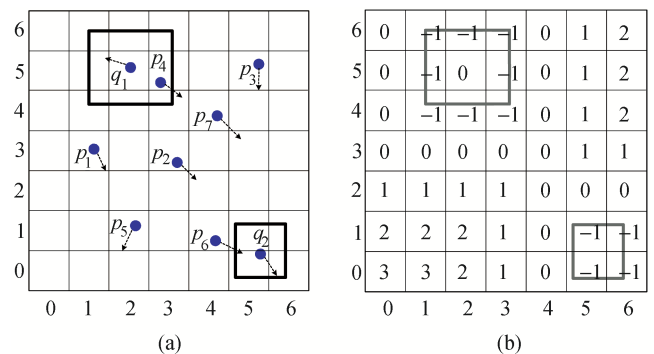 6
5 q1 p4 p3
4 p7
3 p1 p2
2
1 p5 p6 q2
0
0 1 2 3 4 5 6
(a)
6 0 –1 –1 –1 0 1 2
5 0 –1 0 –1 0 1 2
4 0 –1 –1 –1 0 1 2
3 0 0 0 0 0 1 1
2 1 1 1 1 0 0 0
1 2 2 2 1 0 –1 –1
0 3 3 2 1 0 –1 –1
0 1 2 3 4 5 6
(b)